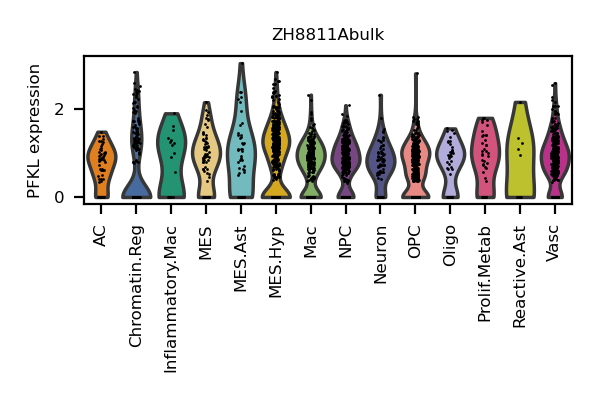 ZH8811Abulk
PFKL expression
2
0
AC
Chromatin.Reg
Inflammatory.Mac
MES
MES.Ast
MES.Hyp
Mac
NPC
Neuron
OPC
Oligo
Prolif.Metab
Reactive.Ast
Vasc